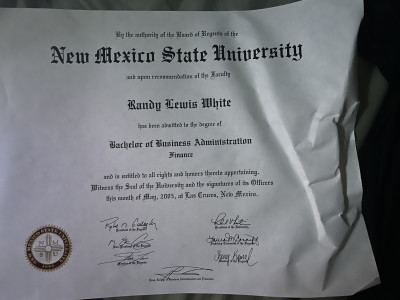 By the authority of the Board of Regents of the
New Mexico State University
and upon recommendation of the Faculty
Randy Lewis White
has been admitted to the degree of
Bachelor of Business Administration
Finance
and is entitled to all rights and honors thereto appertaining.
Witness the Seal of the University and the signatures of its Officers
this month of May, 2005, at Las Cruces, New Mexico.